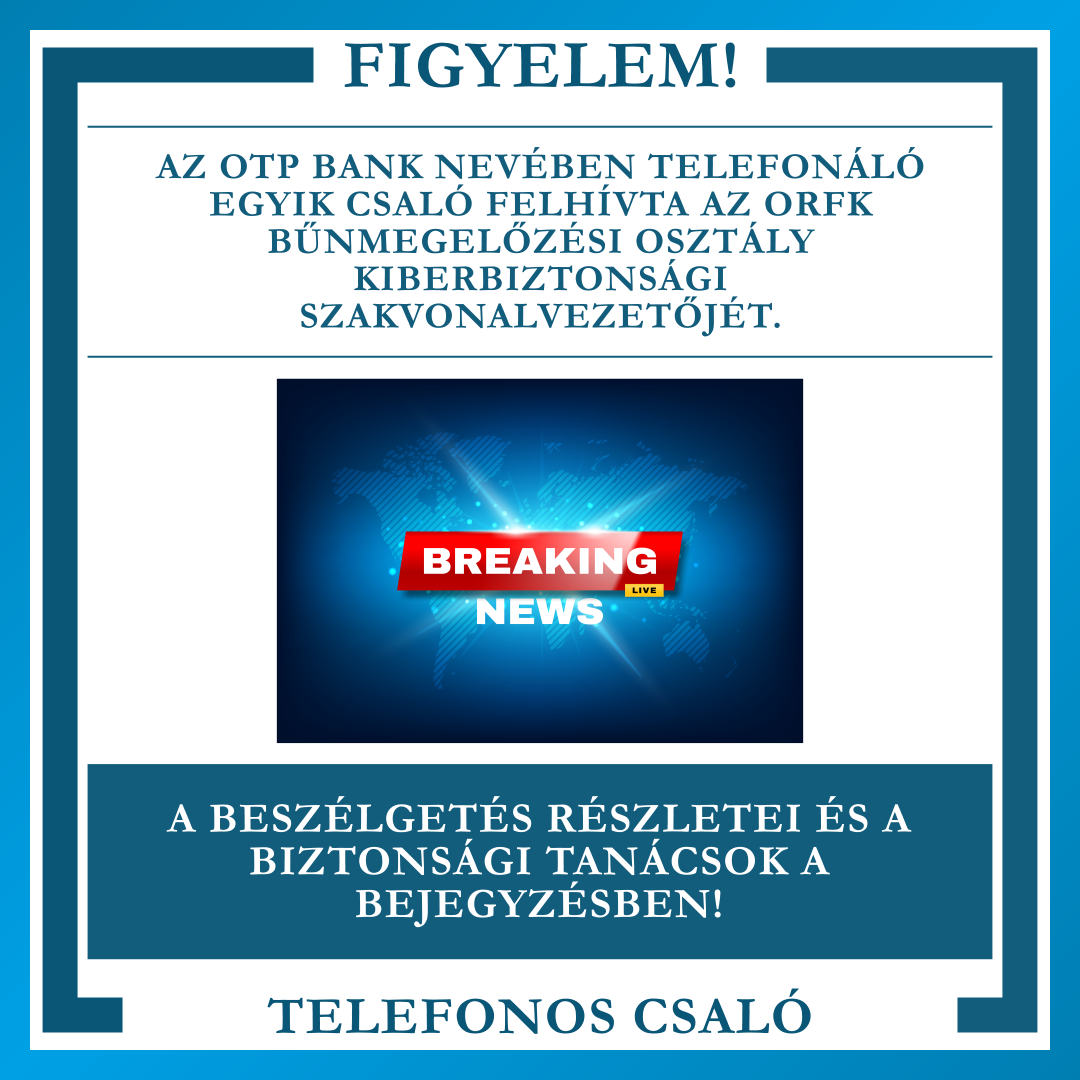 FIGYELEM!
AZ OTP BANK NEVÉBEN TELEFONÁLÓ
EGYIK CSALÓ FELHÍVTA AZ ORFK
BŰNMEGELŐZÉSI OSZTÁLY
KIBERBIZTONSÁGI
SZAKVONALVEZETŐJÉT.
BREAKING
LIVE
NEWS
A BESZÉLGETÉS RÉSZLETEI ÉS A
BIZTONSÁGI TANÁCSOK A
BEJEGYZÉSBEN!
TELEFONOS CSALÓ